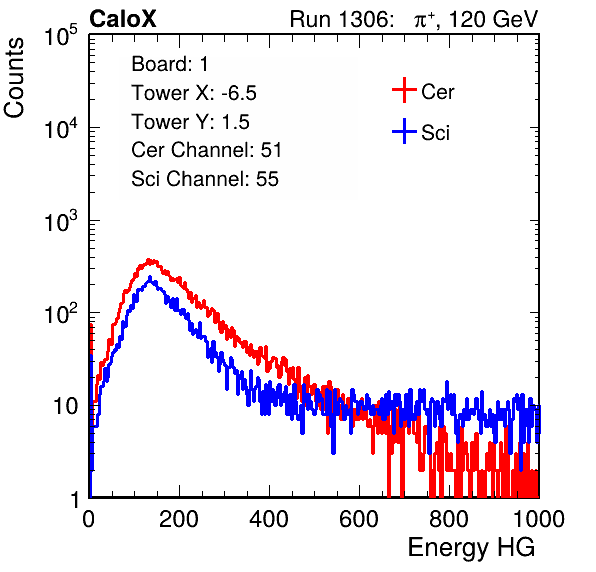 CaloX Run 1306: π⁺, 120 GeV
Counts
Board: 1
Tower X: -6.5
Tower Y: 1.5
Cer Channel: 51
Sci Channel: 55
Cer
Sci
10⁵
10⁴
10³
10²
10
1
0 200 400 600 800 1000
Energy HG